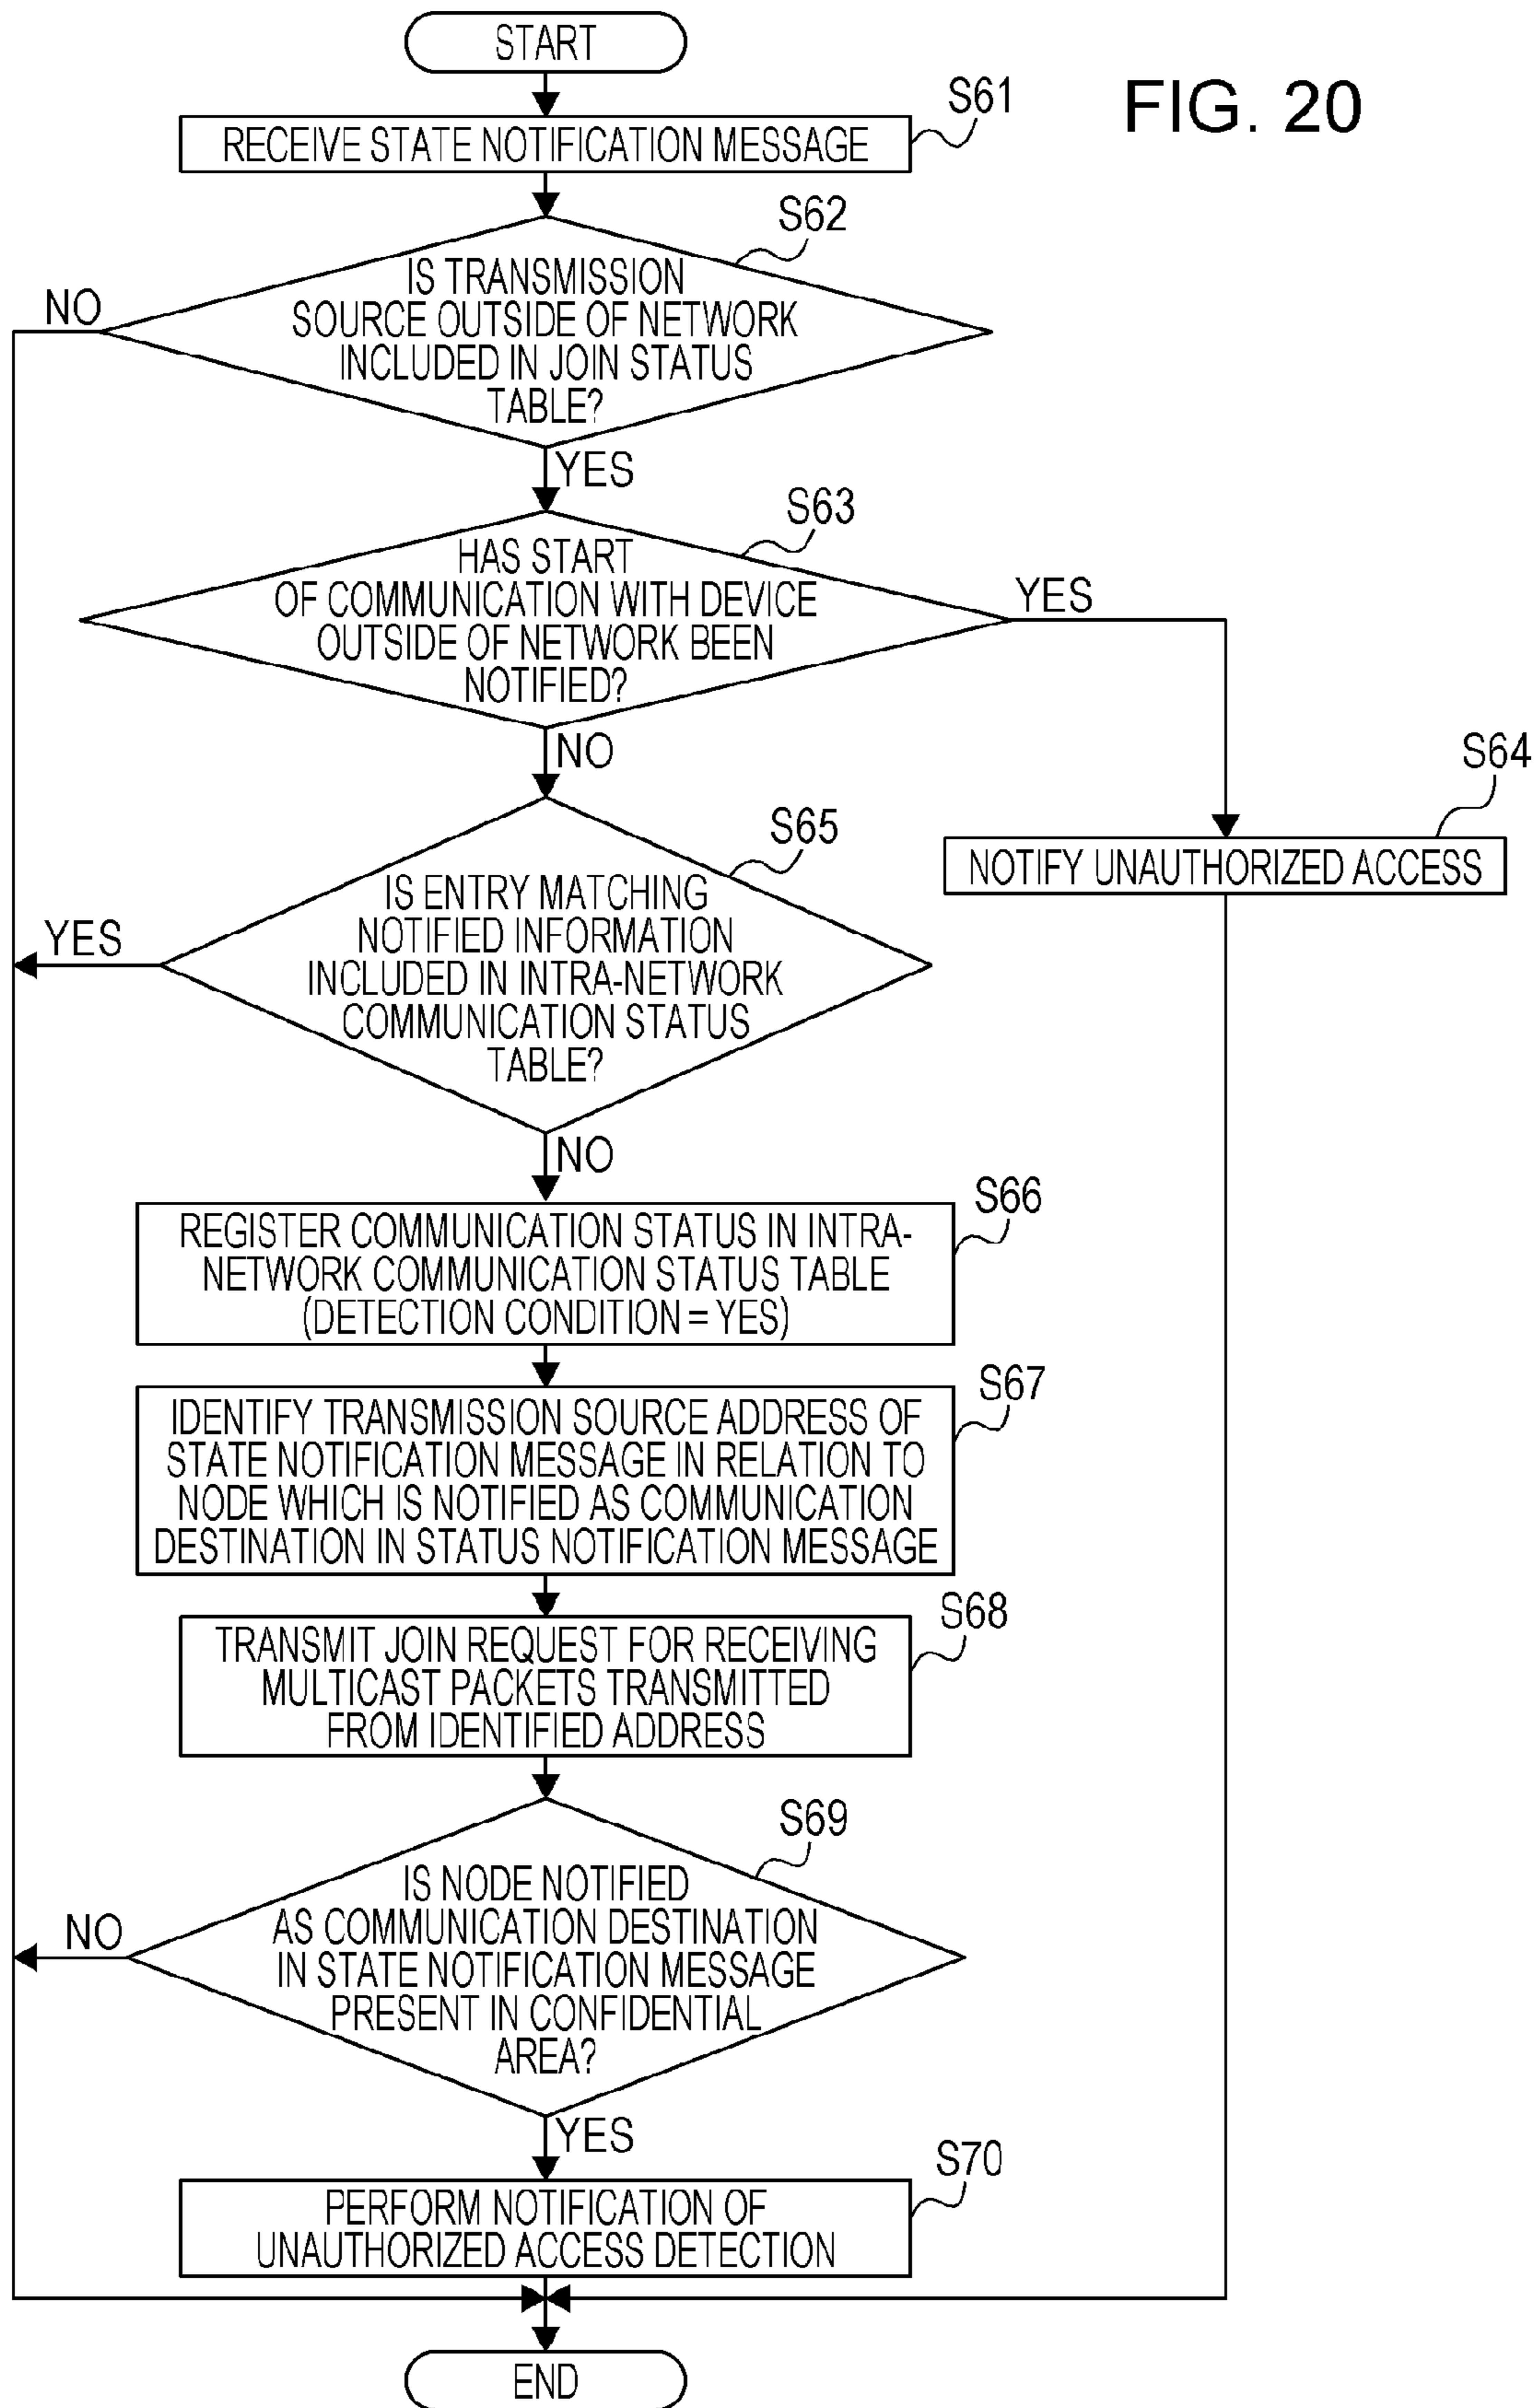 START
FIG. 20
S61
RECEIVE STATE NOTIFICATION MESSAGE
S62
IS TRANSMISSION
SOURCE OUTSIDE OF NETWORK
INCLUDED IN JOIN STATUS
TABLE?
NO
YES
S63
HAS START
OF COMMUNICATION WITH DEVICE
OUTSIDE OF NETWORK BEEN
NOTIFIED?
YES
NO
S64
NOTIFY UNAUTHORIZED ACCESS
S65
IS ENTRY MATCHING
NOTIFIED INFORMATION
INCLUDED IN INTRA-NETWORK
COMMUNICATION STATUS
TABLE?
YES
NO
S66
REGISTER COMMUNICATION STATUS IN INTRA-
NETWORK COMMUNICATION STATUS TABLE
(DETECTION CONDITION = YES)
S67
IDENTIFY TRANSMISSION SOURCE ADDRESS OF
STATE NOTIFICATION MESSAGE IN RELATION TO
NODE WHICH IS NOTIFIED AS COMMUNICATION
DESTINATION IN STATUS NOTIFICATION MESSAGE
S68
TRANSMIT JOIN REQUEST FOR RECEIVING
MULTICAST PACKETS TRANSMITTED
FROM IDENTIFIED ADDRESS
S69
IS NODE NOTIFIED
AS COMMUNICATION DESTINATION
IN STATE NOTIFICATION MESSAGE
PRESENT IN CONFIDENTIAL
AREA?
NO
YES
S70
PERFORM NOTIFICATION OF
UNAUTHORIZED ACCESS DETECTION
END